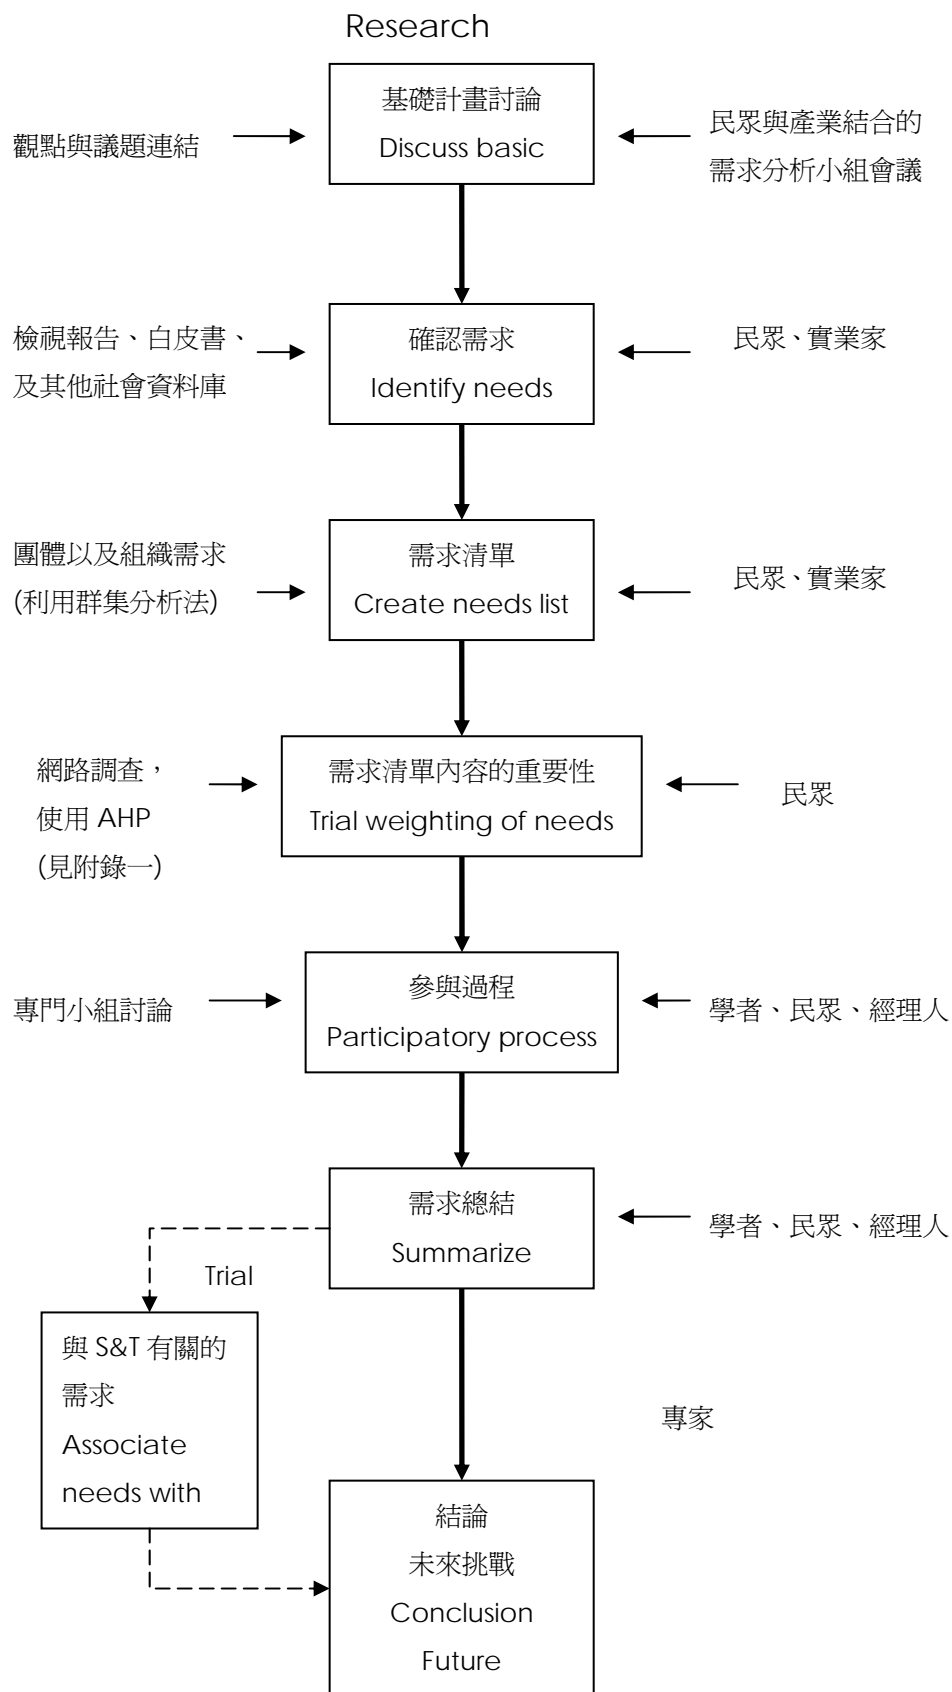 Research
基礎計畫討論
Discuss basic
觀點與議題連結
民眾與產業結合的
需求分析小組會議
確認需求
Identify needs
檢視報告、白皮書、
及其他社會資料庫
民眾、實業家
需求清單
Create needs list
團體以及組織需求
(利用群集分析法)
民眾、實業家
需求清單內容的重要性
Trial weighting of needs
網路調查，
使用 AHP
(見附錄一)
民眾
參與過程
Participatory process
專門小組討論
學者、民眾、經理人
需求總結
Summarize
學者、民眾、經理人
Trial
與 S&T 有關的
需求
Associate
needs with
專家
結論
未來挑戰
Conclusion
Future